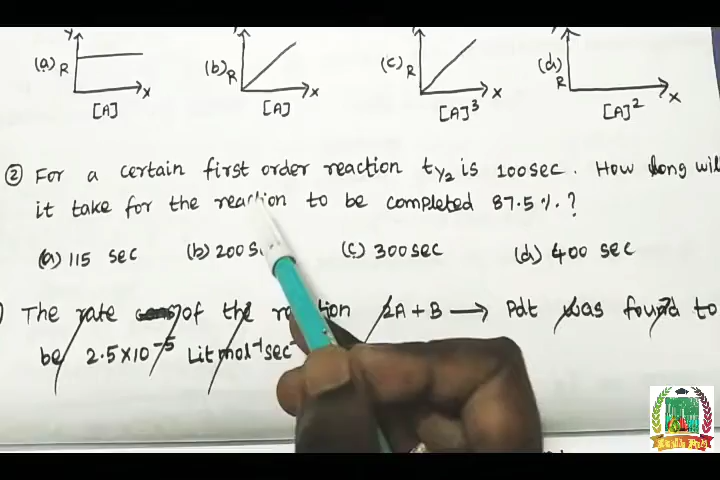 y
(a) R (b) R (c) R (d) R
x x x x
[A] [A] [A]³ [A]²
② For a certain first order reaction t1/2 is 100sec. How long will
it take for the reaction to be completed 87.5%.?
(a) 115 sec (b) 200s (c) 300sec (d) 400 sec
The rate of the 2A + B ⟶ Pdt was found to
be 2.5×10⁻⁵ Lit mol⁻¹ sec